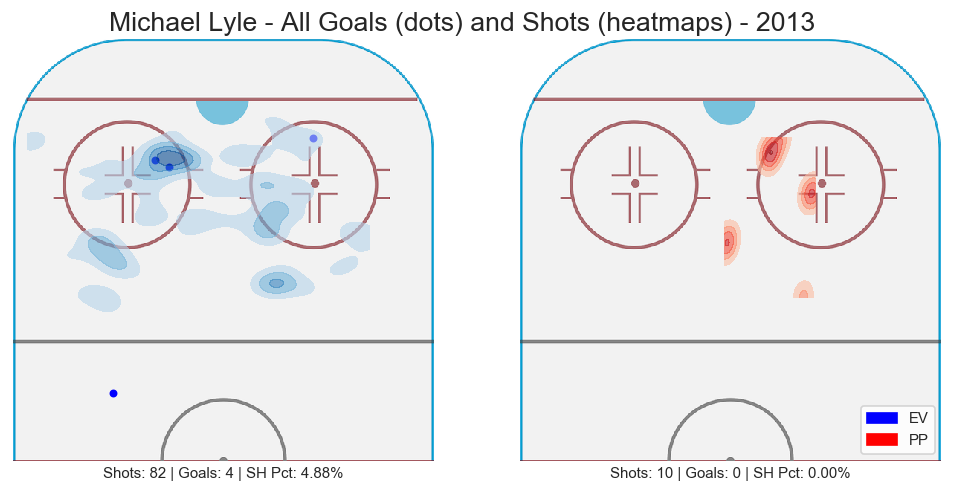 Michael Lyle - All Goals (dots) and Shots (heatmaps) - 2013
EV
PP
Shots: 82 | Goals: 4 | SH Pct: 4.88%
Shots: 10 | Goals: 0 | SH Pct: 0.00%